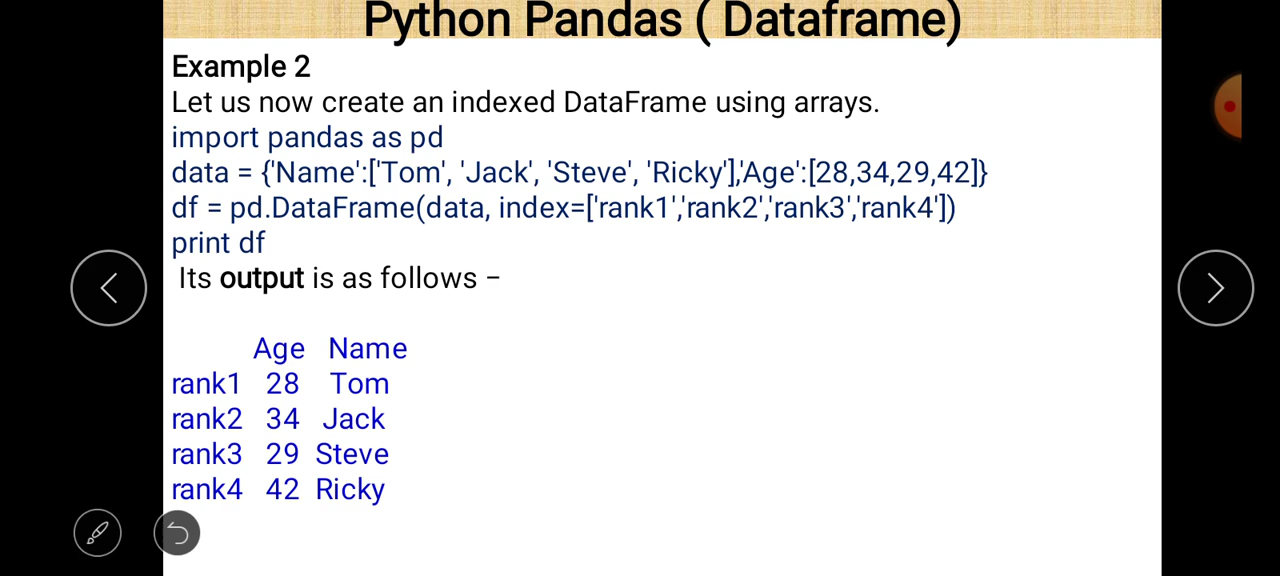 Python Pandas ( Dataframe)
Example 2
Let us now create an indexed DataFrame using arrays.
import pandas as pd
data = {'Name':['Tom', 'Jack', 'Steve', 'Ricky'],'Age':[28,34,29,42]}
df = pd.DataFrame(data, index=['rank1','rank2','rank3','rank4'])
print df
Its output is as follows −
Age Name
rank1 28 Tom
rank2 34 Jack
rank3 29 Steve
rank4 42 Ricky